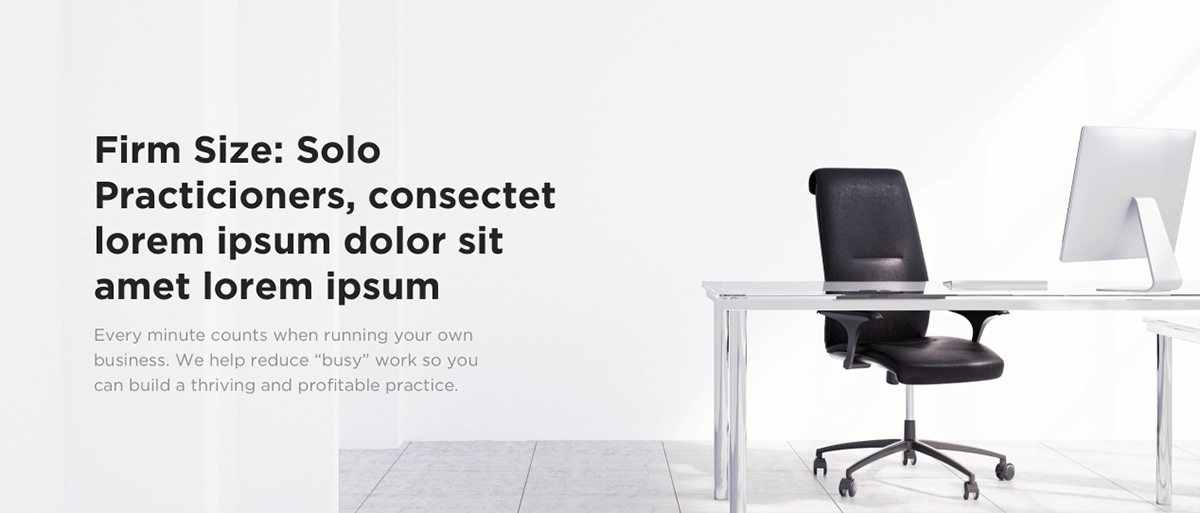 Firm Size: Solo
Practicioners, consectet
lorem ipsum dolor sit
amet lorem ipsum
Every minute counts when running your own
business. We help reduce “busy” work so you
can build a thriving and profitable practice.